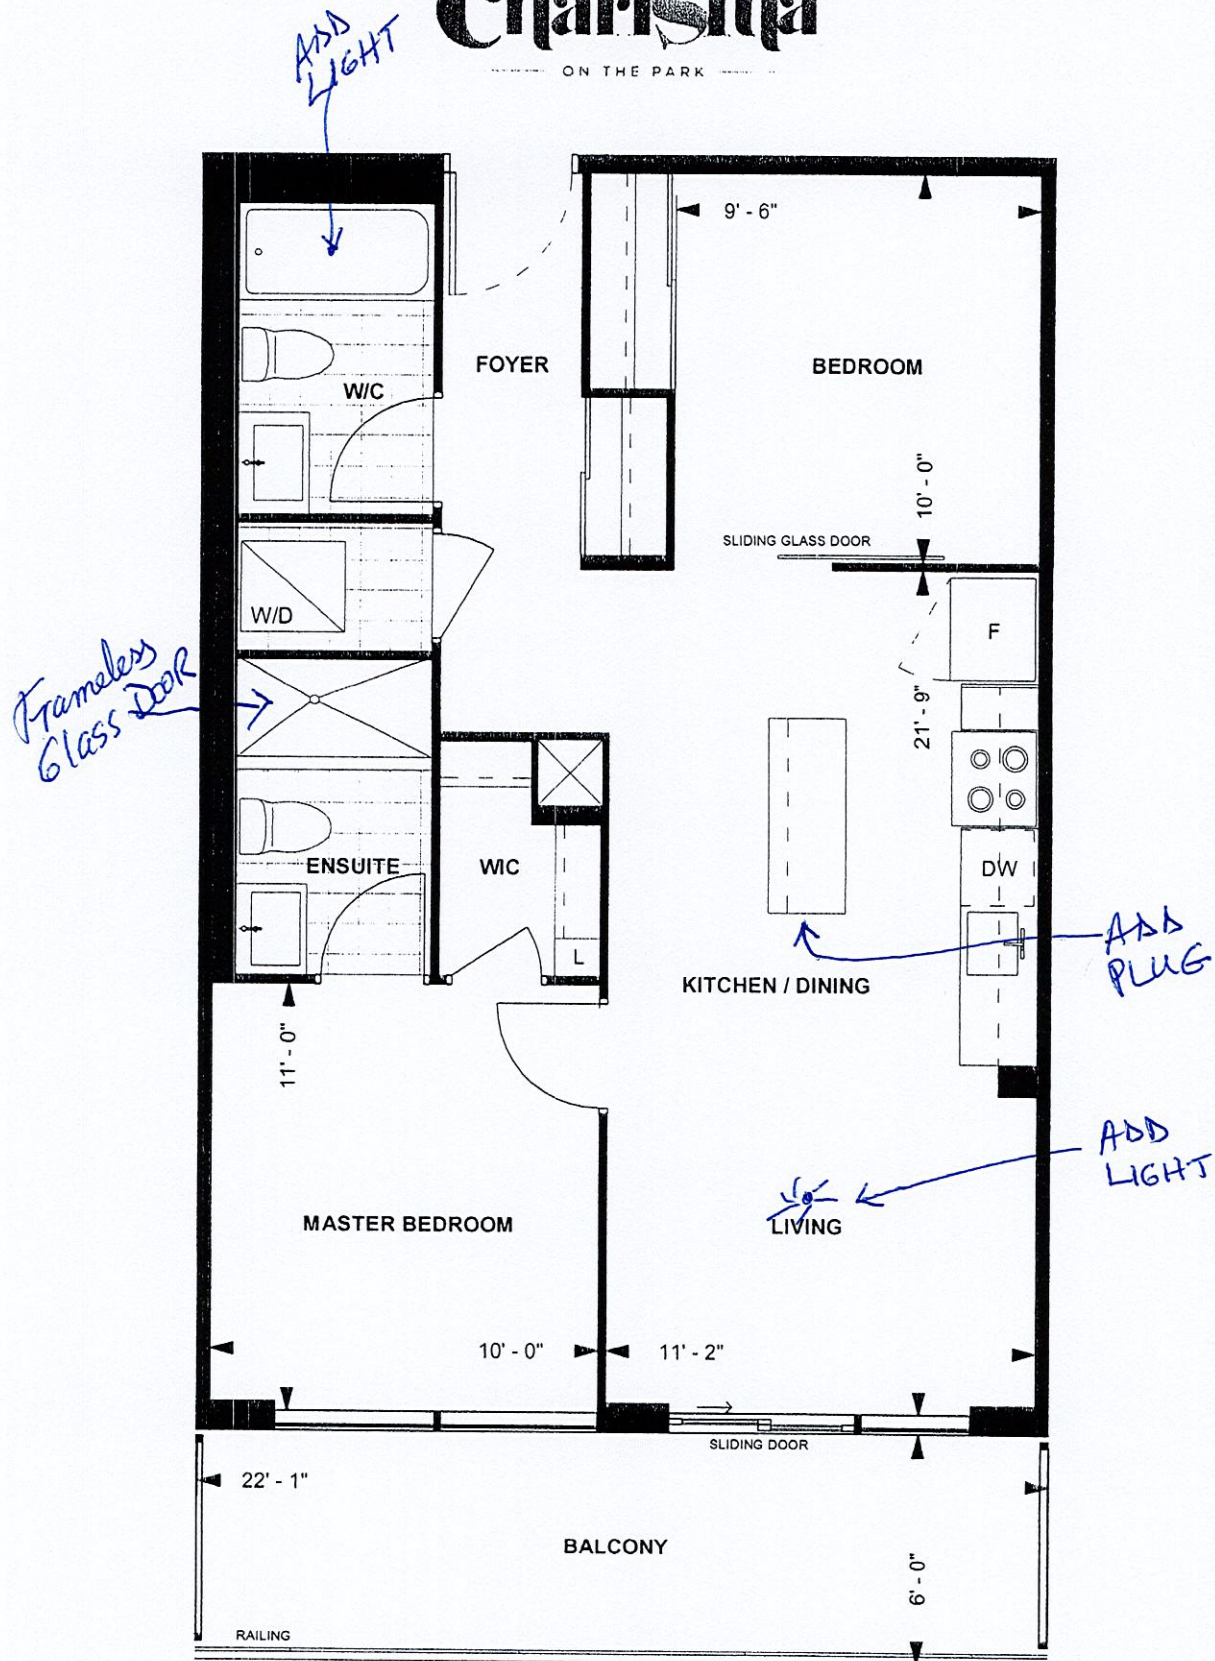 Charisma
ON THE PARK
ADD
LIGHT
9' - 6"
FOYER
BEDROOM
W/C
10' - 0"
SLIDING GLASS DOOR
W/D
F
Frameless
Glass DOOR
21' - 9"
ENSUITE
WIC
DW
L
ADD
PLUG
KITCHEN / DINING
11' - 0"
ADD
LIGHT
MASTER BEDROOM
LIVING
10' - 0"
11' - 2"
SLIDING DOOR
22' - 1"
BALCONY
6' - 0"
RAILING